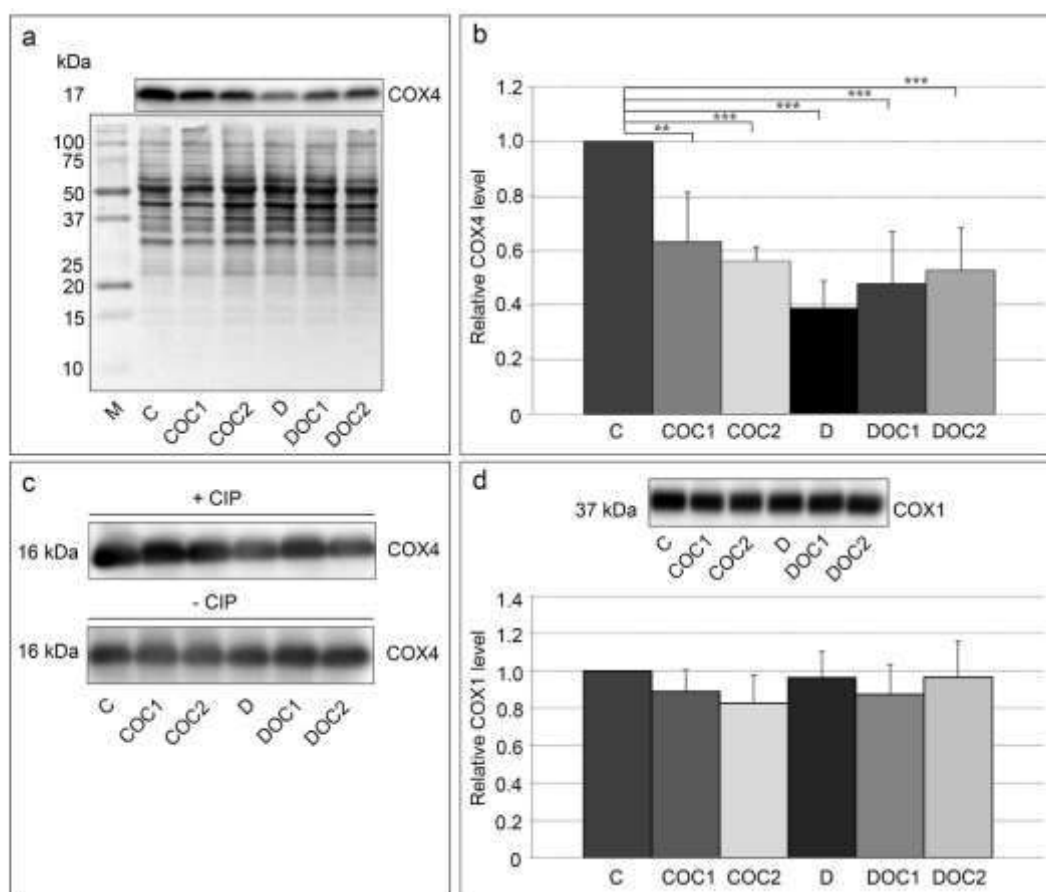 a
kDa
17
COX4
100
75
50
37
25
20
15
10
M C COC1 COC2 D DOC1 DOC2
b
Relative COX4 level
1.2
1.0
0.8
0.6
0.4
0.2
0
***
***
***
***
**
C COC1 COC2 D DOC1 DOC2
c
+ CIP
16 kDa COX4
- CIP
16 kDa COX4
C COC1 COC2 D DOC1 DOC2
d
37 kDa COX1
C COC1 COC2 D DOC1 DOC2
Relative COX1 level
1.4
1.2
1.0
0.8
0.6
0.4
0.2
0
C COC1 COC2 D DOC1 DOC2